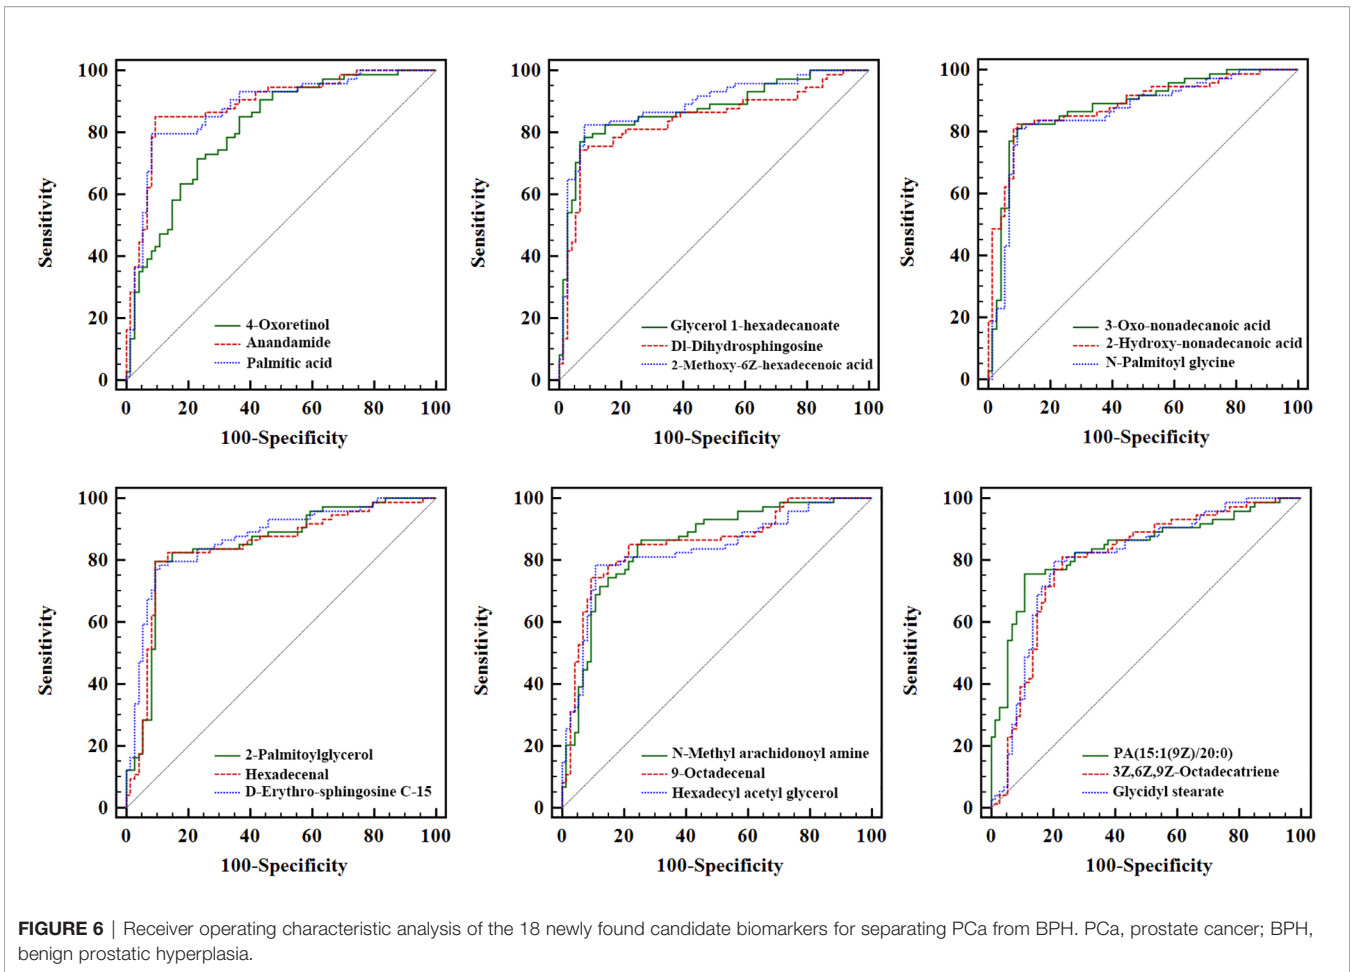 100
80
60
40
20
0
Sensitivity
4-Oxoretinol
Anandamide
Palmitic acid
0 20 40 60 80 100
100-Specificity
100
80
60
40
20
0
Sensitivity
Glycerol 1-hexadecanoate
Dl-Dihydrosphingosine
2-Methoxy-6Z-hexadecenoic acid
0 20 40 60 80 100
100-Specificity
100
80
60
40
20
0
Sensitivity
3-Oxo-nonadecanoic acid
2-Hydroxy-nonadecanoic acid
N-Palmitoyl glycine
0 20 40 60 80 100
100-Specificity
100
80
60
40
20
0
Sensitivity
2-Palmitoylglycerol
Hexadecenal
D-Erythro-sphingosine C-15
0 20 40 60 80 100
100-Specificity
100
80
60
40
20
0
Sensitivity
N-Methyl arachidonoyl amine
9-Octadecenal
Hexadecyl acetyl glycerol
0 20 40 60 80 100
100-Specificity
100
80
60
40
20
0
Sensitivity
PA(15:1(9Z)/20:0)
3Z,6Z,9Z-Octadecatriene
Glycidyl stearate
0 20 40 60 80 100
100-Specificity
FIGURE 6 | Receiver operating characteristic analysis of the 18 newly found candidate biomarkers for separating PCa from BPH. PCa, prostate cancer; BPH,
benign prostatic hyperplasia.